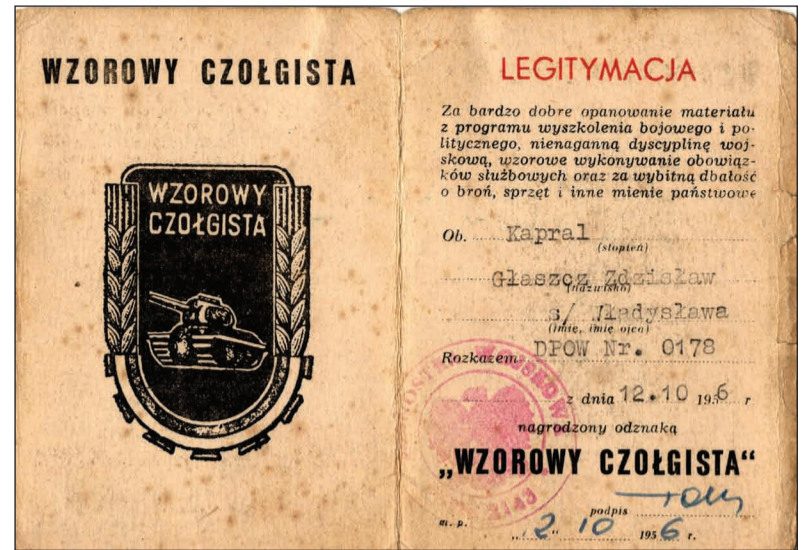 WZOROWY CZOŁGISTA
WZOROWY
CZOŁGISTA
LEGITYMACJA
Za bardzo dobre opanowanie materiału
z programu wyszkolenia bojowego i po-
litycznego, nienaganną dyscyplinę woj-
skową, wzorowe wykonywanie obowiąz-
ków służbowych oraz za wybitną dbałość
o broń, sprzęt i inne mienie państwowe
Ob. Kapral
(stopień)
Głaszcz Zdzisław
(nazwisko)
s/ Władysława
(imię, imię ojca)
Rozkazem DPOW Nr. 0178
z dnia 12.10 1956 r
nagrodzony odznaką
„WZOROWY CZOŁGISTA“
podpis
m. p. „12“ 10 1956 r.